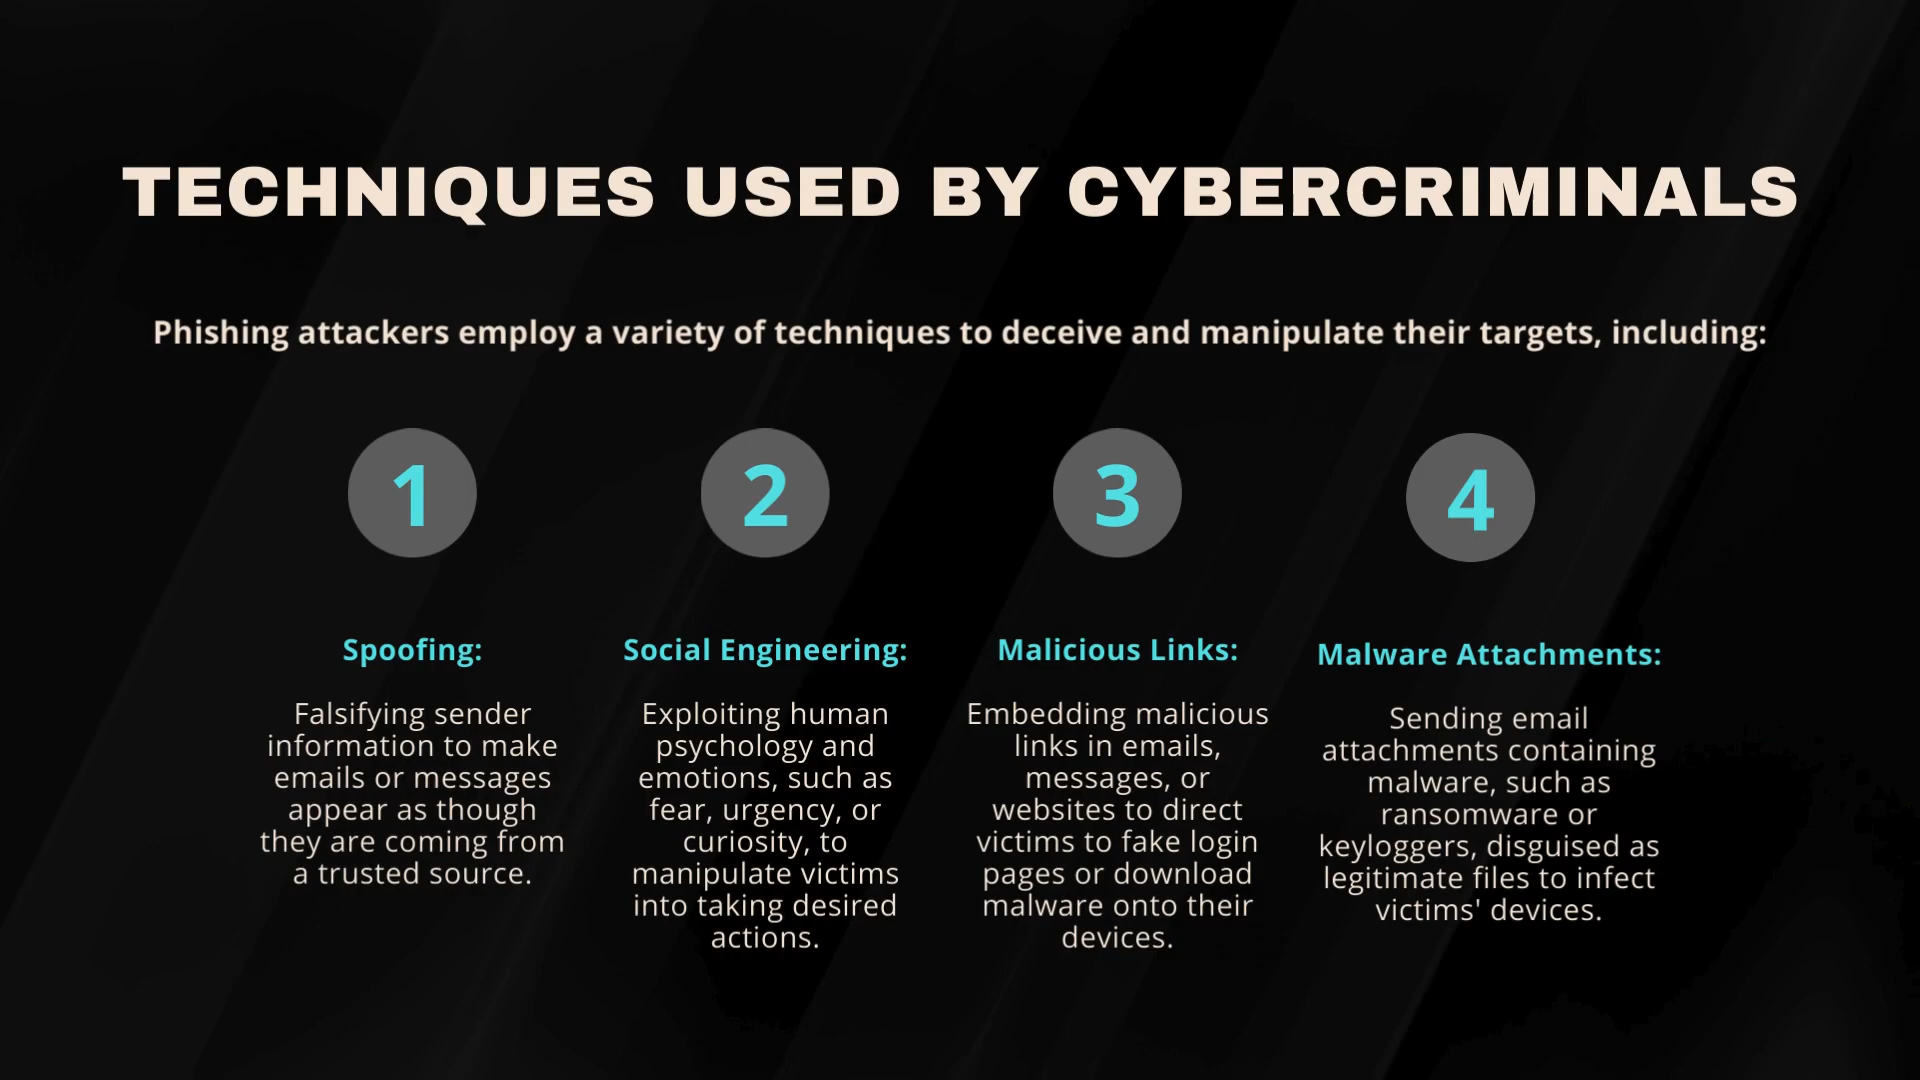 TECHNIQUES USED BY CYBERCRIMINALS
Phishing attackers employ a variety of techniques to deceive and manipulate their targets, including:
1
Spoofing:
Falsifying sender
information to make
emails or messages
appear as though
they are coming from
a trusted source.
2
Social Engineering:
Exploiting human
psychology and
emotions, such as
fear, urgency, or
curiosity, to
manipulate victims
into taking desired
actions.
3
Malicious Links:
Embedding malicious
links in emails,
messages, or
websites to direct
victims to fake login
pages or download
malware onto their
devices.
4
Malware Attachments:
Sending email
attachments containing
malware, such as
ransomware or
keyloggers, disguised as
legitimate files to infect
victims' devices.